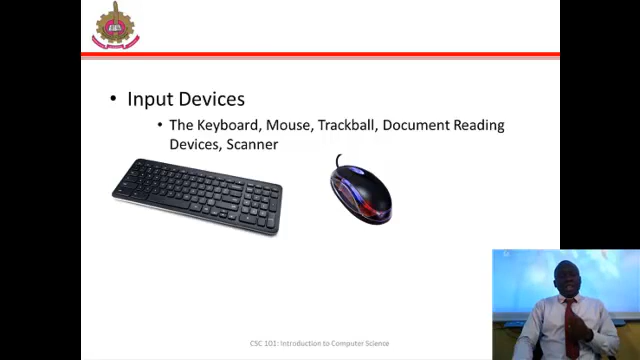 Input Devices
The Keyboard, Mouse, Trackball, Document Reading
Devices, Scanner
CSC 101: Introduction to Computer Science